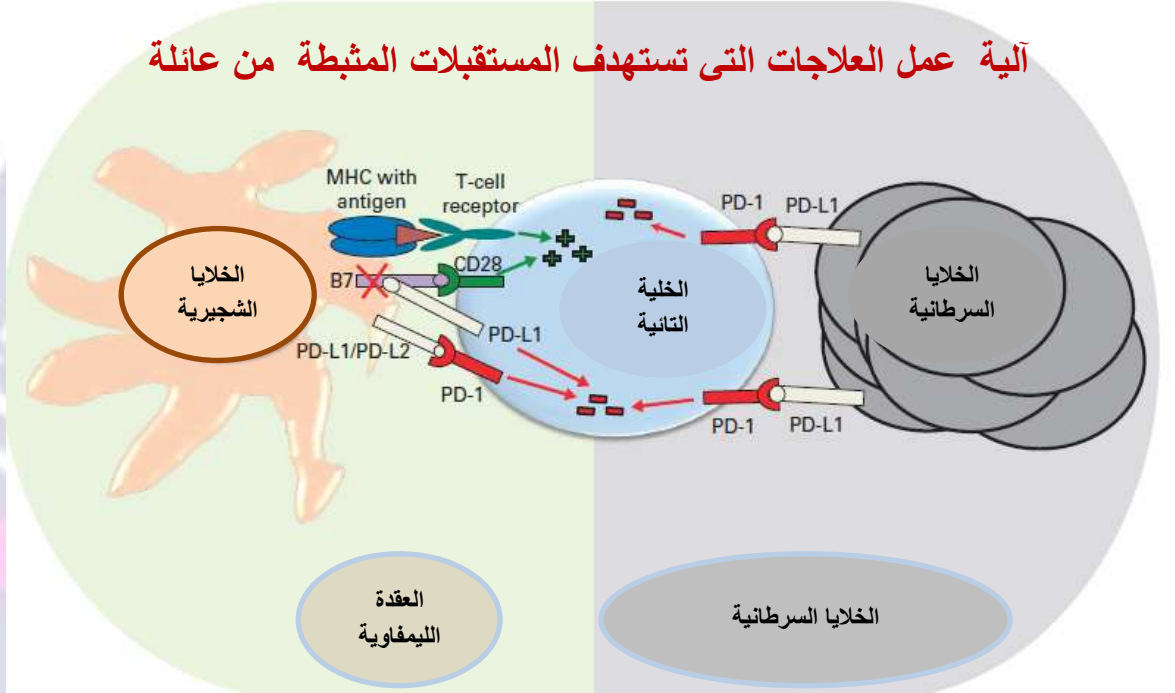 آلية عمل العلاجات التى تستهدف المستقبلات المثبطة من عائلة
MHC with
antigen
T-cell
receptor
PD-1
PD-L1
B7
CD28
الخلايا
الشجيرية
الخلية
التائية
الخلايا
السرطانية
PD-L1
PD-L1/PD-L2
PD-1
PD-1
PD-L1
العقدة
الليمفاوية
الخلايا السرطانية